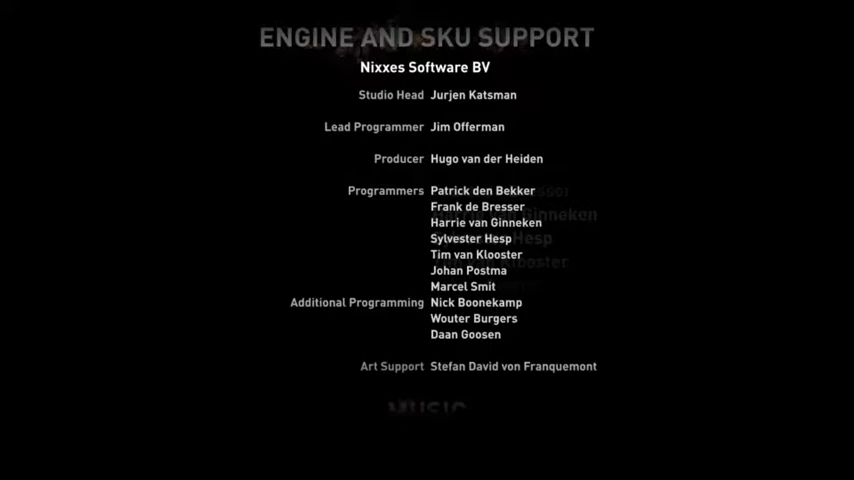 ENGINE AND SKU SUPPORT
Nixxes Software BV
Studio Head Jurjen Katsman
Lead Programmer Jim Offerman
Producer Hugo van der Heiden
Programmers Patrick den Bekker
Frank de Bresser
Harrie van Ginneken
Sylvester Hesp
Tim van Klooster
Johan Postma
Marcel Smit
Additional Programming Nick Boonekamp
Wouter Burgers
Daan Goosen
Art Support Stefan David von Franquemont
MUSIC